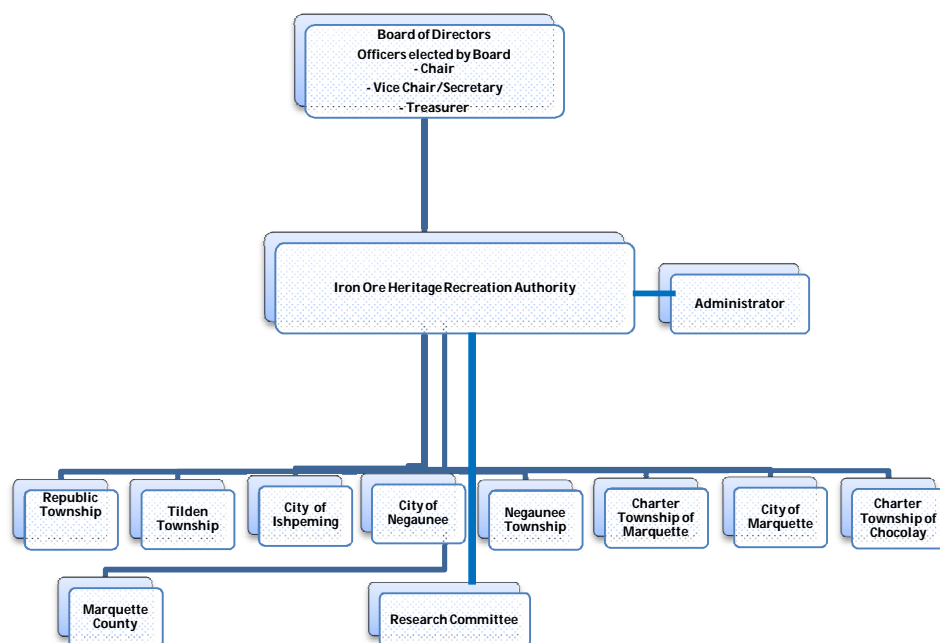 Board of Directors
Officers elected by Board
- Chair
- Vice Chair/Secretary
- Treasurer
Iron Ore Heritage Recreation Authority
Administrator
Republic
Township
Tilden
Township
City of
Ishpeming
City of
Negaunee
Negaunee
Township
Charter
Township of
Marquette
City of
Marquette
Charter
Township of
Chocolay
Marquette
County
Research Committee